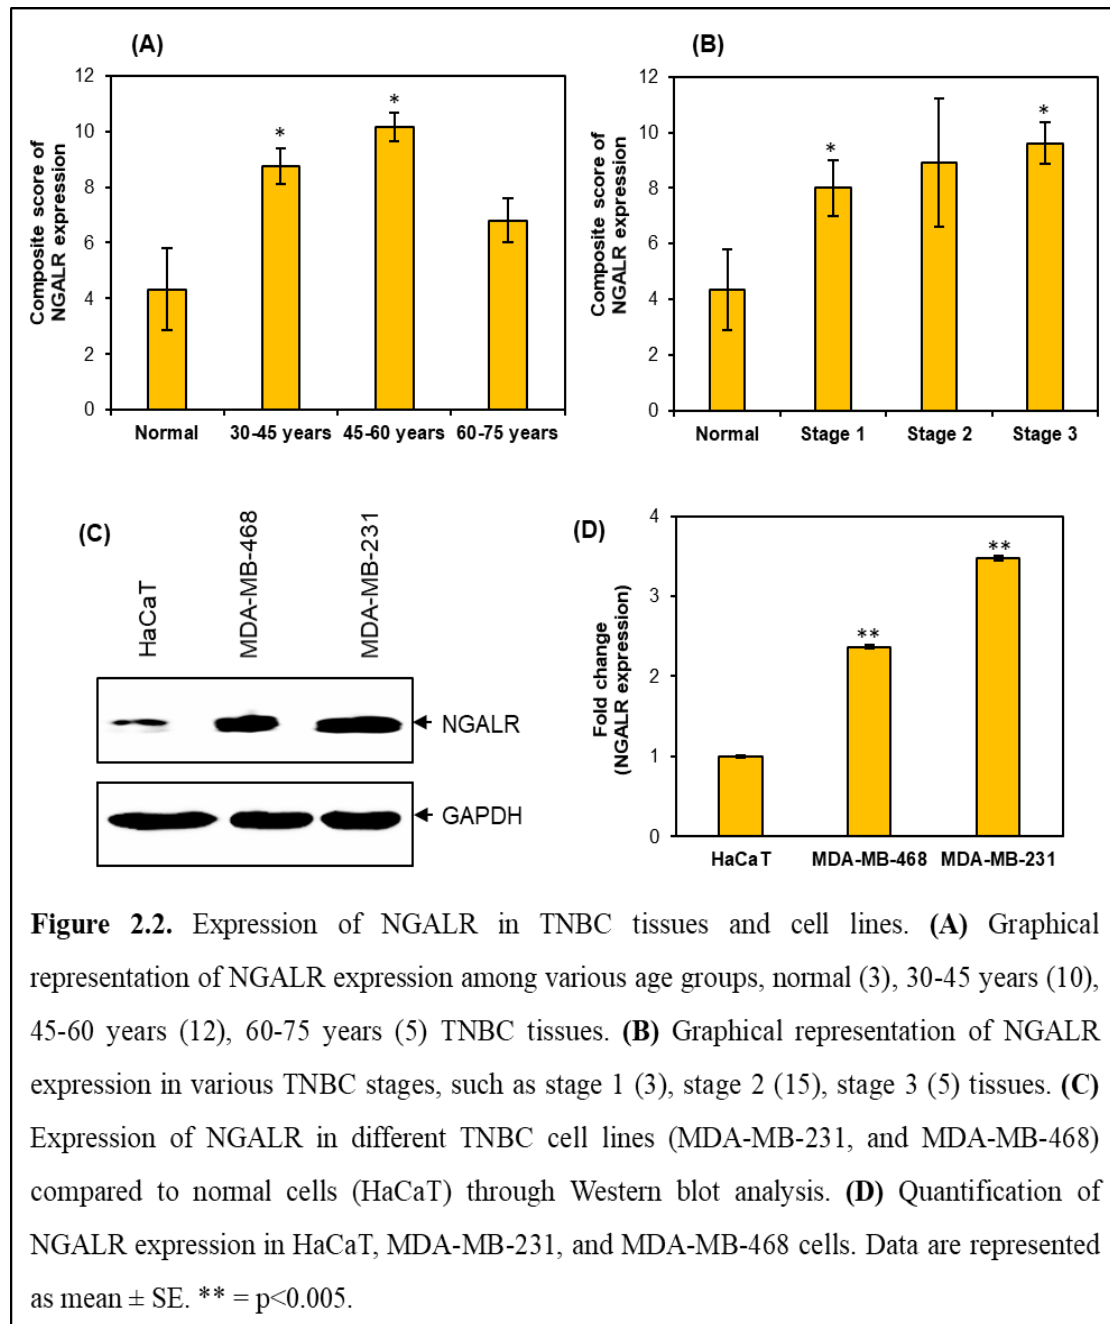 (A)
12
10
8
6
4
2
0
Composite score of
NGALR expression
*
*
Normal
30-45 years
45-60 years
60-75 years
(B)
12
10
8
6
4
2
0
Composite score of
NGALR expression
*
*
Normal
Stage 1
Stage 2
Stage 3
(C)
HaCaT
MDA-MB-468
MDA-MB-231
NGALR
GAPDH
(D)
4
3
2
1
0
Fold change
(NGALR expression)
**
**
HaCaT
MDA-MB-468
MDA-MB-231
Figure 2.2. Expression of NGALR in TNBC tissues and cell lines. (A) Graphical
representation of NGALR expression among various age groups, normal (3), 30-45 years (10),
45-60 years (12), 60-75 years (5) TNBC tissues. (B) Graphical representation of NGALR
expression in various TNBC stages, such as stage 1 (3), stage 2 (15), stage 3 (5) tissues. (C)
Expression of NGALR in different TNBC cell lines (MDA-MB-231, and MDA-MB-468)
compared to normal cells (HaCaT) through Western blot analysis. (D) Quantification of
NGALR expression in HaCaT, MDA-MB-231, and MDA-MB-468 cells. Data are represented
as mean ± SE. ** = p<0.005.